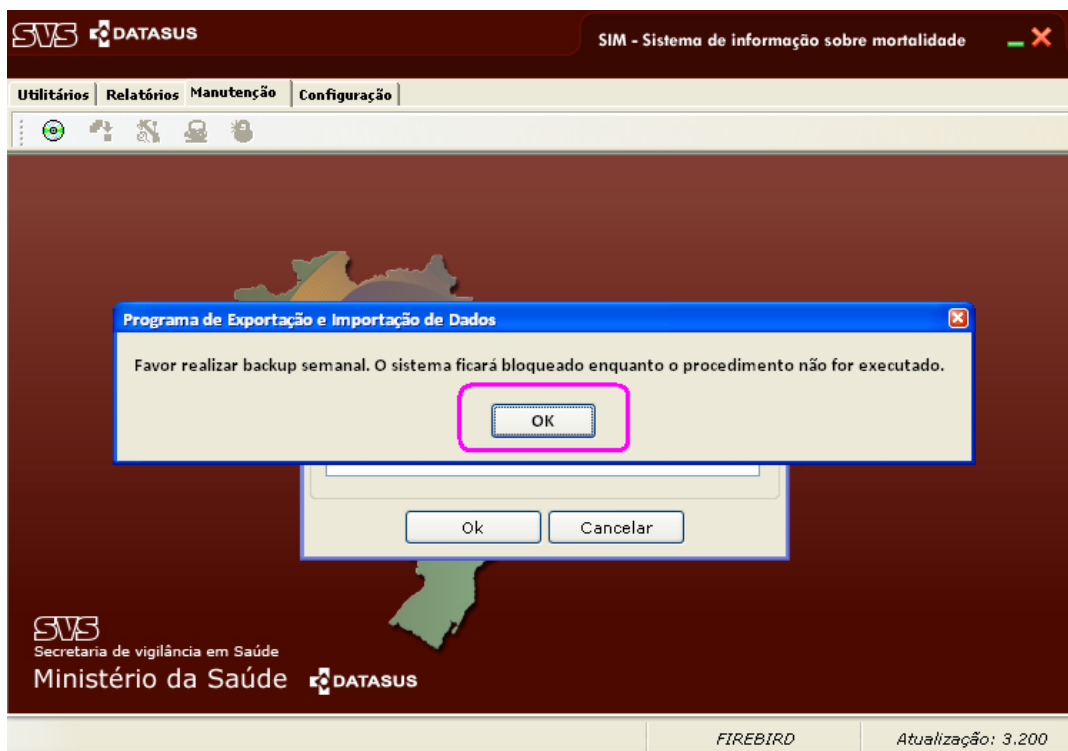 SVS DATASUS
SIM - Sistema de informação sobre mortalidade
Utilitários Relatórios Manutenção Configuração
Programa de Exportação e Importação de Dados
Favor realizar backup semanal. O sistema ficará bloqueado enquanto o procedimento não for executado.
OK
Ok Cancelar
SVS
Secretaria de vigilância em Saúde
Ministério da Saúde DATASUS
FIREBIRD Atualização: 3.200